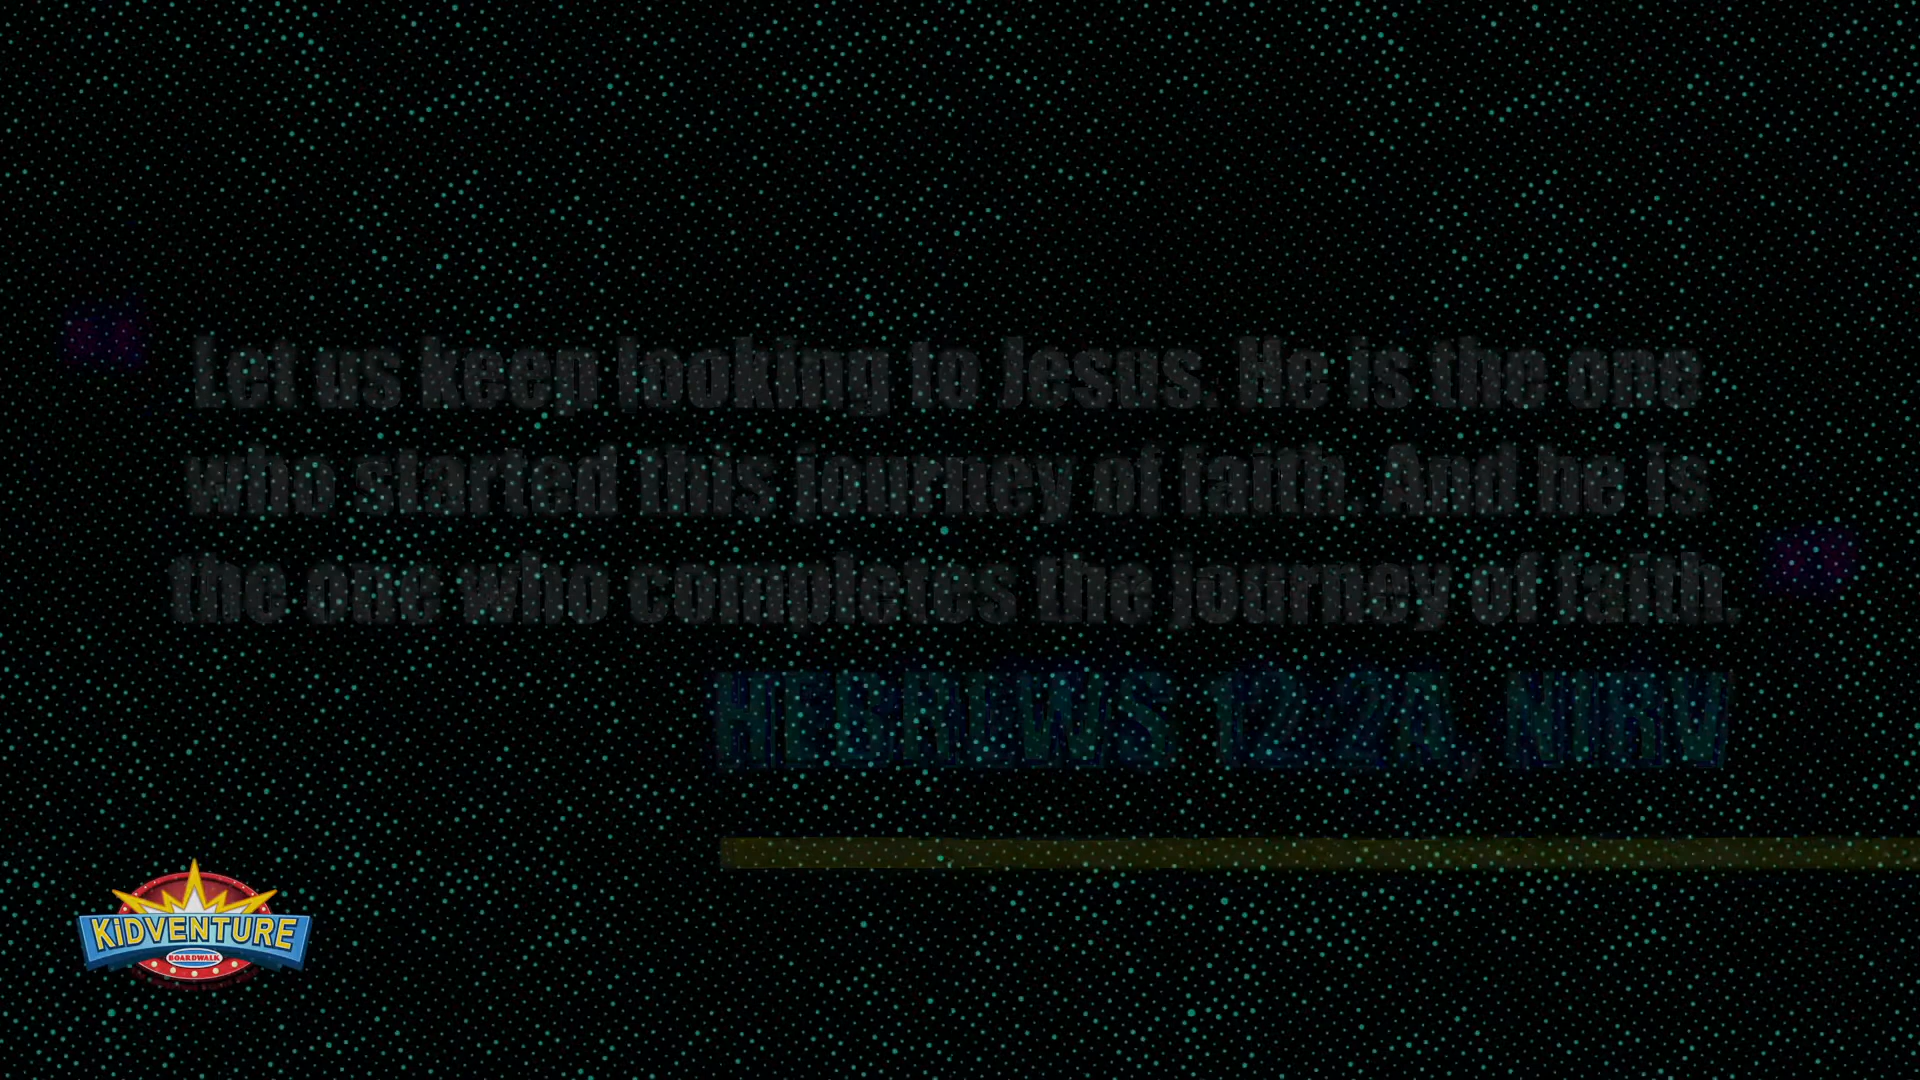 “ Let us keep looking to Jesus. He is the one
who started this journey of faith. And he is
the one who completes the journey of faith. ”
HEBREWS 12:2A, NIRV
KIDVENTURE
BOARDWALK